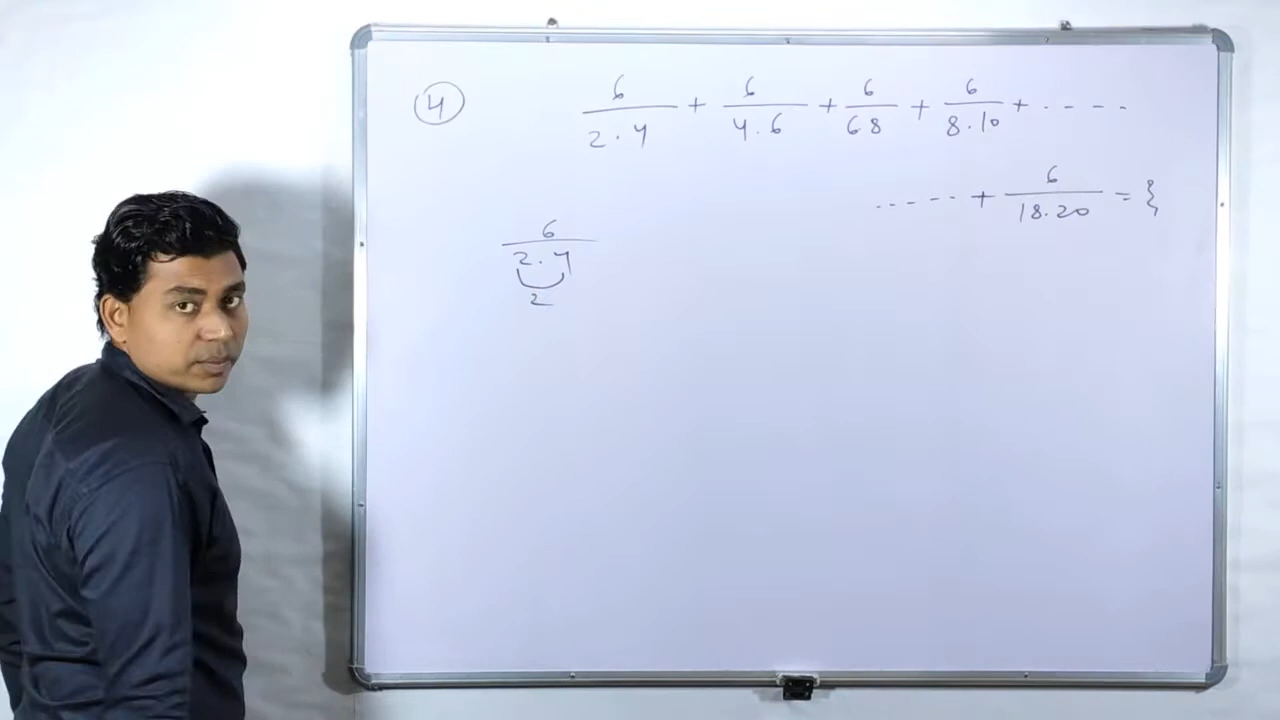 ④ 6/2·4 + 6/4·6 + 6/6·8 + 6/8·10 + ----
------ + 6/18·20 = {
6/2·4
2